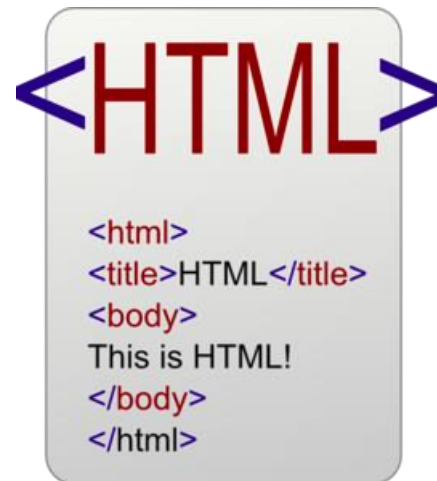 <HTML>
<html>
<title>HTML</title>
<body>
This is HTML!
</body>
</html>